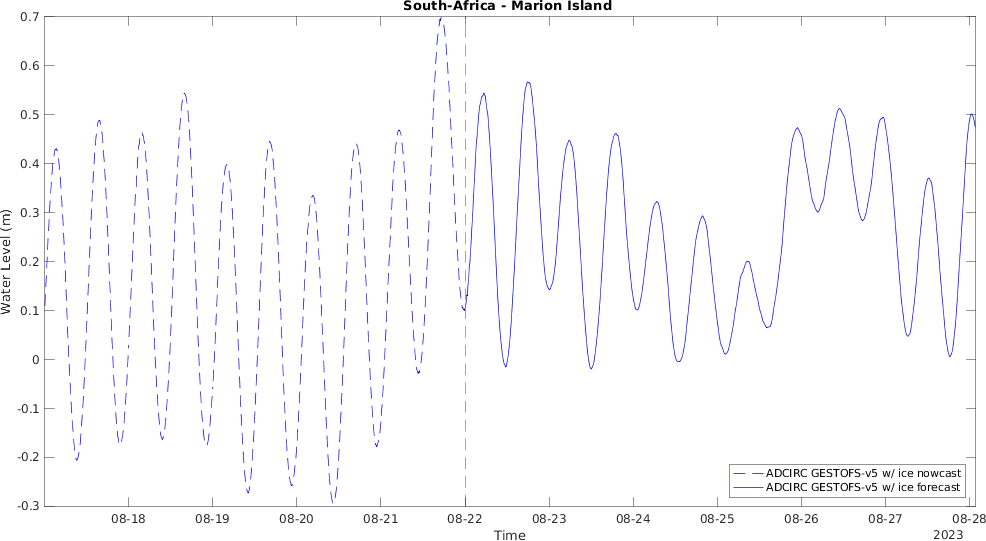 South-Africa - Marion Island
0.7
0.6
0.5
0.4
0.3
0.2
0.1
0
-0.1
-0.2
-0.3
Water Level (m)
ADCIRC GESTOFS-v5 w/ ice nowcast
ADCIRC GESTOFS-v5 w/ ice forecast
08-18 08-19 08-20 08-21 08-22 08-23 08-24 08-25 08-26 08-27 08-28
Time
2023